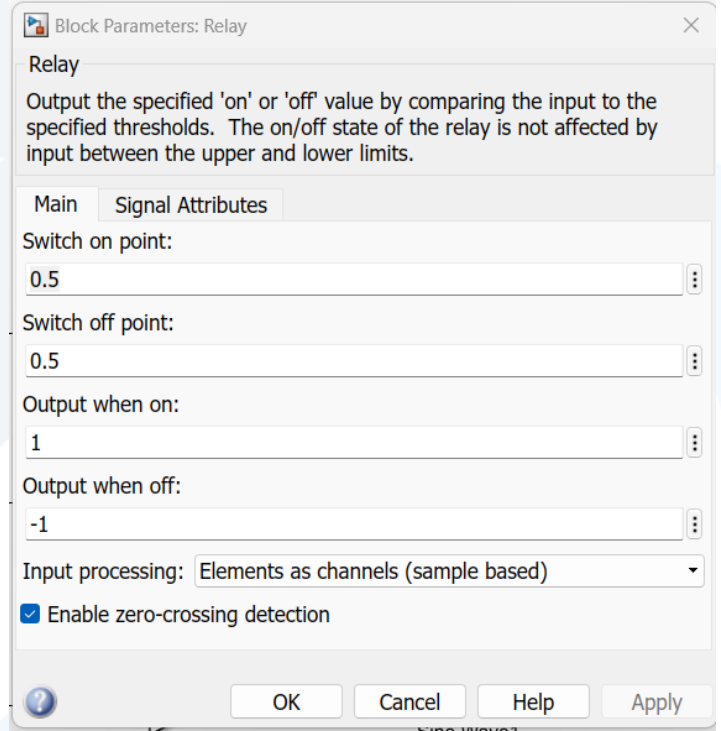 Block Parameters: Relay
Relay
Output the specified 'on' or 'off' value by comparing the input to the
specified thresholds.  The on/off state of the relay is not affected by
input between the upper and lower limits.
Main Signal Attributes
Switch on point:
0.5
Switch off point:
0.5
Output when on:
1
Output when off:
-1
Input processing: Elements as channels (sample based)
Enable zero-crossing detection
? OK Cancel Help Apply